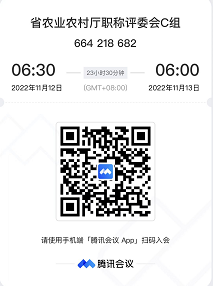 省农业农村厅职称评委会C组
664 218 682
06:30 23小时30分钟 06:00
2022年11月12日 (GMT+08:00) 2022年11月13日
请使用手机端「腾讯会议 App」扫码入会
腾讯会议